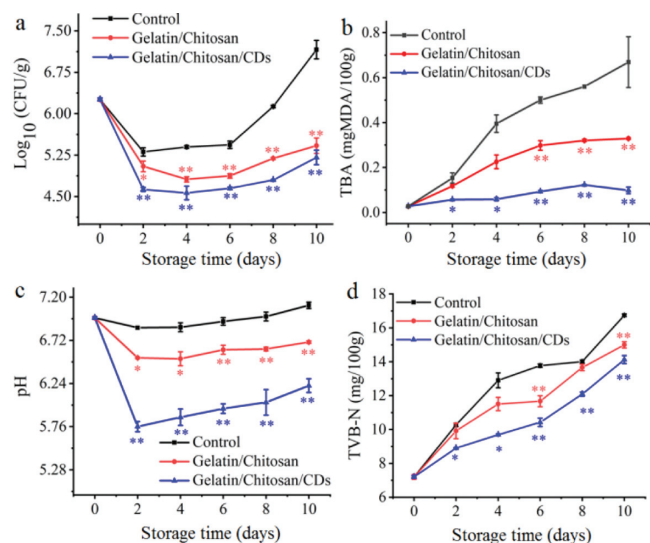 a
Control
Gelatin/Chitosan
Gelatin/Chitosan/CDs
Log10 (CFU/g)
7.50
6.75
6.00
5.25
4.50
* ** ** ** **
** ** ** ** **
0 2 4 6 8 10
Storage time (days)
b
Control
Gelatin/Chitosan
Gelatin/Chitosan/CDs
TBA (mgMDA/100g)
0.8
0.6
0.4
0.2
0.0
** ** **
* * ** ** **
0 2 4 6 8 10
Storage time (days)
c
pH
7.20
6.72
6.24
5.76
5.28
* * ** ** **
** ** ** ** **
Control
Gelatin/Chitosan
Gelatin/Chitosan/CDs
0 2 4 6 8 10
Storage time (days)
d
Control
Gelatin/Chitosan
Gelatin/Chitosan/CDs
TVB-N (mg/100g)
18
16
14
12
10
8
6
** **
* * ** ** **
0 2 4 6 8 10
Storage time (days)